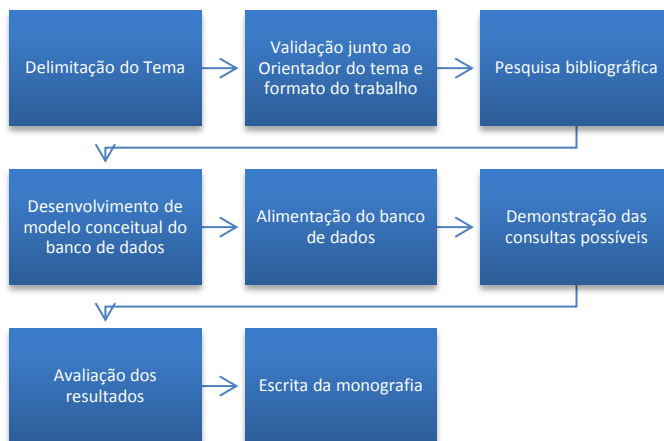 Delimitação do Tema
Validação junto ao
Orientador do tema e
formato do trabalho
Pesquisa bibliográfica
Desenvolvimento de
modelo conceitual do
banco de dados
Alimentação do banco
de dados
Demonstração das
consultas possíveis
Avaliação dos
resultados
Escrita da monografia